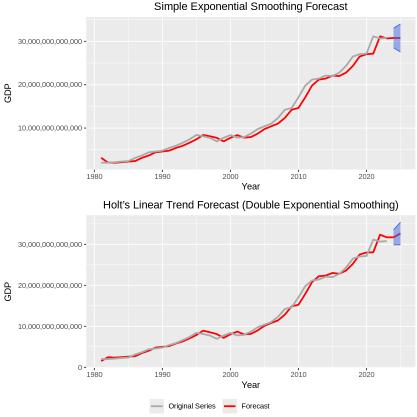 Simple Exponential Smoothing Forecast
30,000,000,000,000
20,000,000,000,000
10,000,000,000,000
GDP
1980 1990 2000 2010 2020
Year
Holt's Linear Trend Forecast (Double Exponential Smoothing)
30,000,000,000,000
20,000,000,000,000
10,000,000,000,000
0
GDP
1980 1990 2000 2010 2020
Year
Original Series Forecast